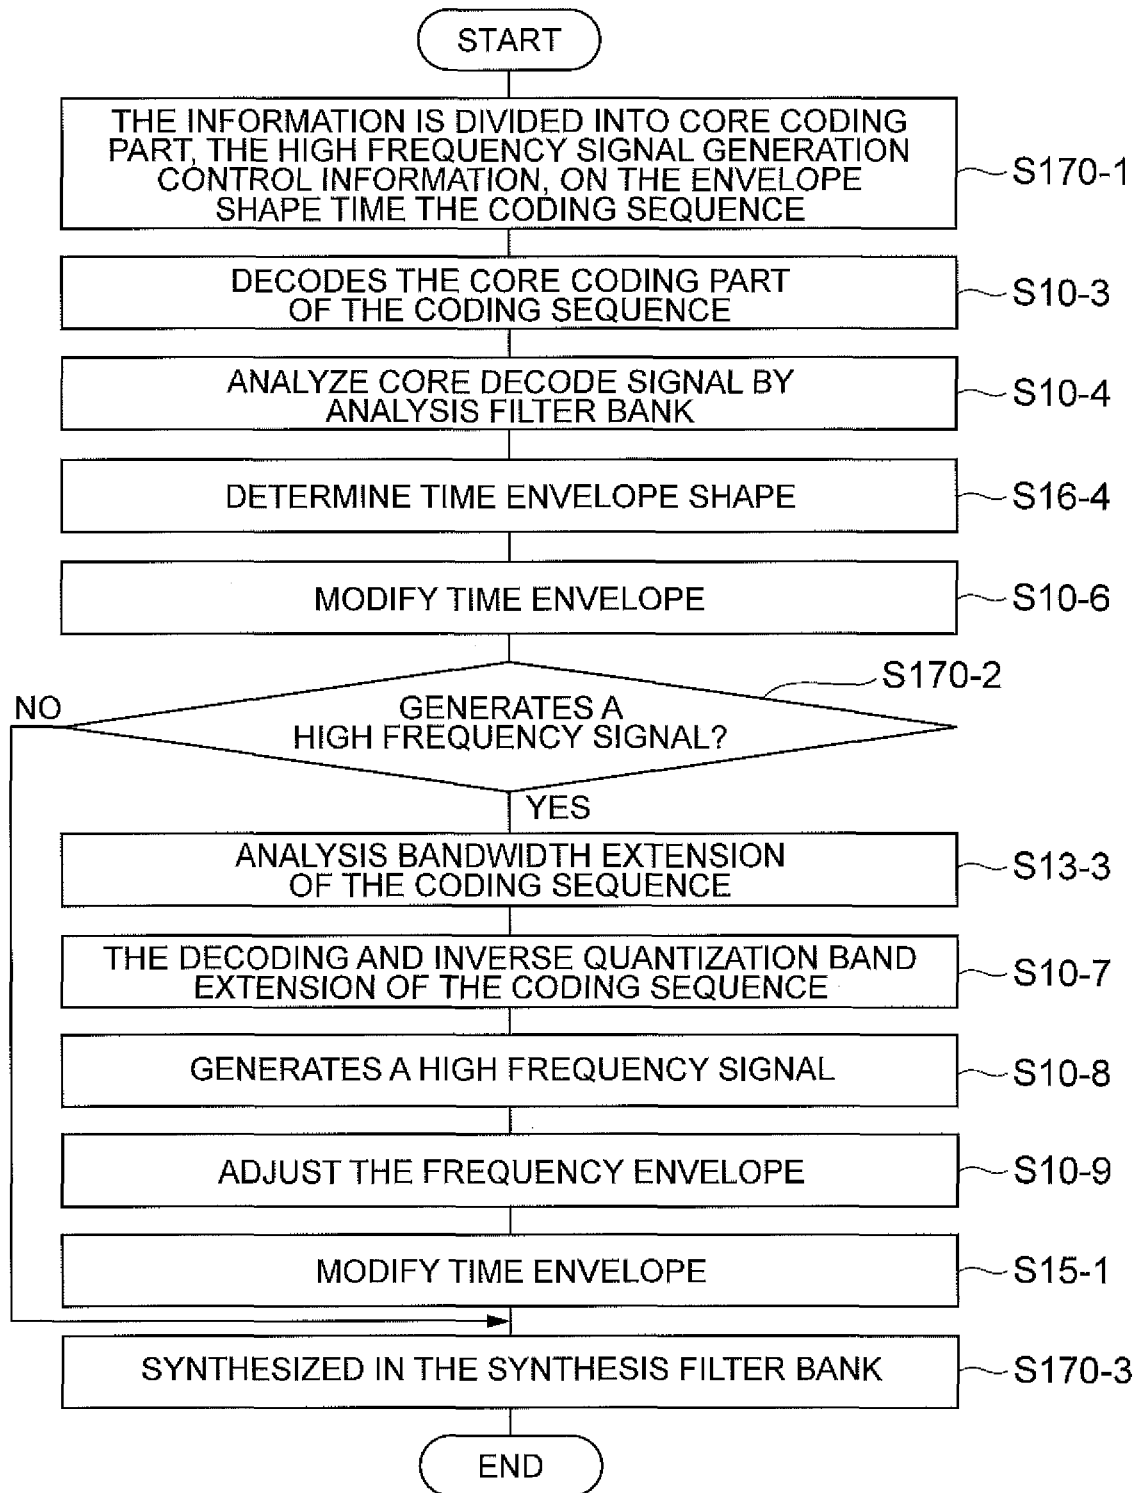 START
THE INFORMATION IS DIVIDED INTO CORE CODING
PART, THE HIGH FREQUENCY SIGNAL GENERATION
CONTROL INFORMATION, ON THE ENVELOPE
SHAPE TIME THE CODING SEQUENCE
S170-1
DECODES THE CORE CODING PART
OF THE CODING SEQUENCE
S10-3
ANALYZE CORE DECODE SIGNAL BY
ANALYSIS FILTER BANK
S10-4
DETERMINE TIME ENVELOPE SHAPE
S16-4
MODIFY TIME ENVELOPE
S10-6
S170-2
NO
GENERATES A
HIGH FREQUENCY SIGNAL?
YES
ANALYSIS BANDWIDTH EXTENSION
OF THE CODING SEQUENCE
S13-3
THE DECODING AND INVERSE QUANTIZATION BAND
EXTENSION OF THE CODING SEQUENCE
S10-7
GENERATES A HIGH FREQUENCY SIGNAL
S10-8
ADJUST THE FREQUENCY ENVELOPE
S10-9
MODIFY TIME ENVELOPE
S15-1
SYNTHESIZED IN THE SYNTHESIS FILTER BANK
S170-3
END